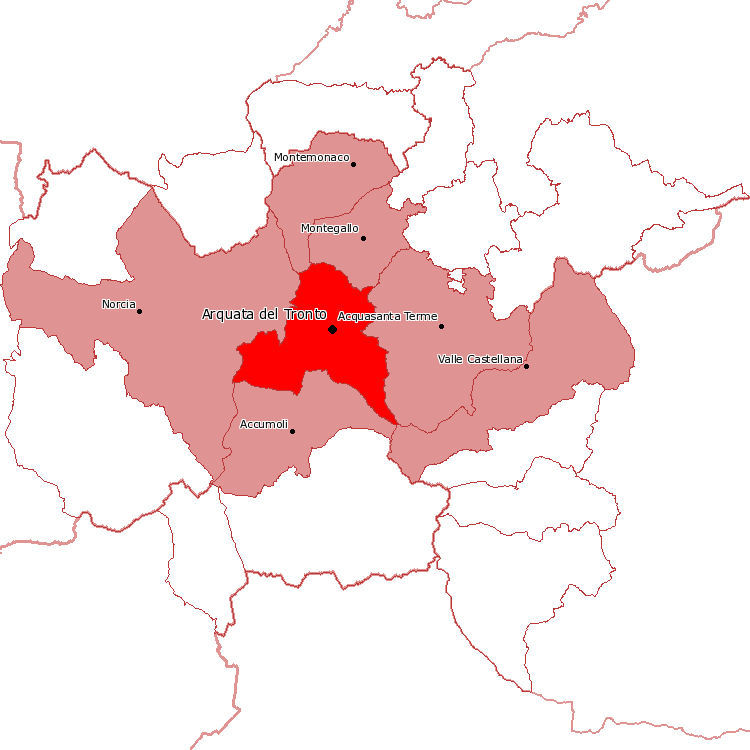 Montemonaco
Montegallo
Norcia
Arquata del Tronto
Acquasanta Terme
Valle Castellana
Accumoli